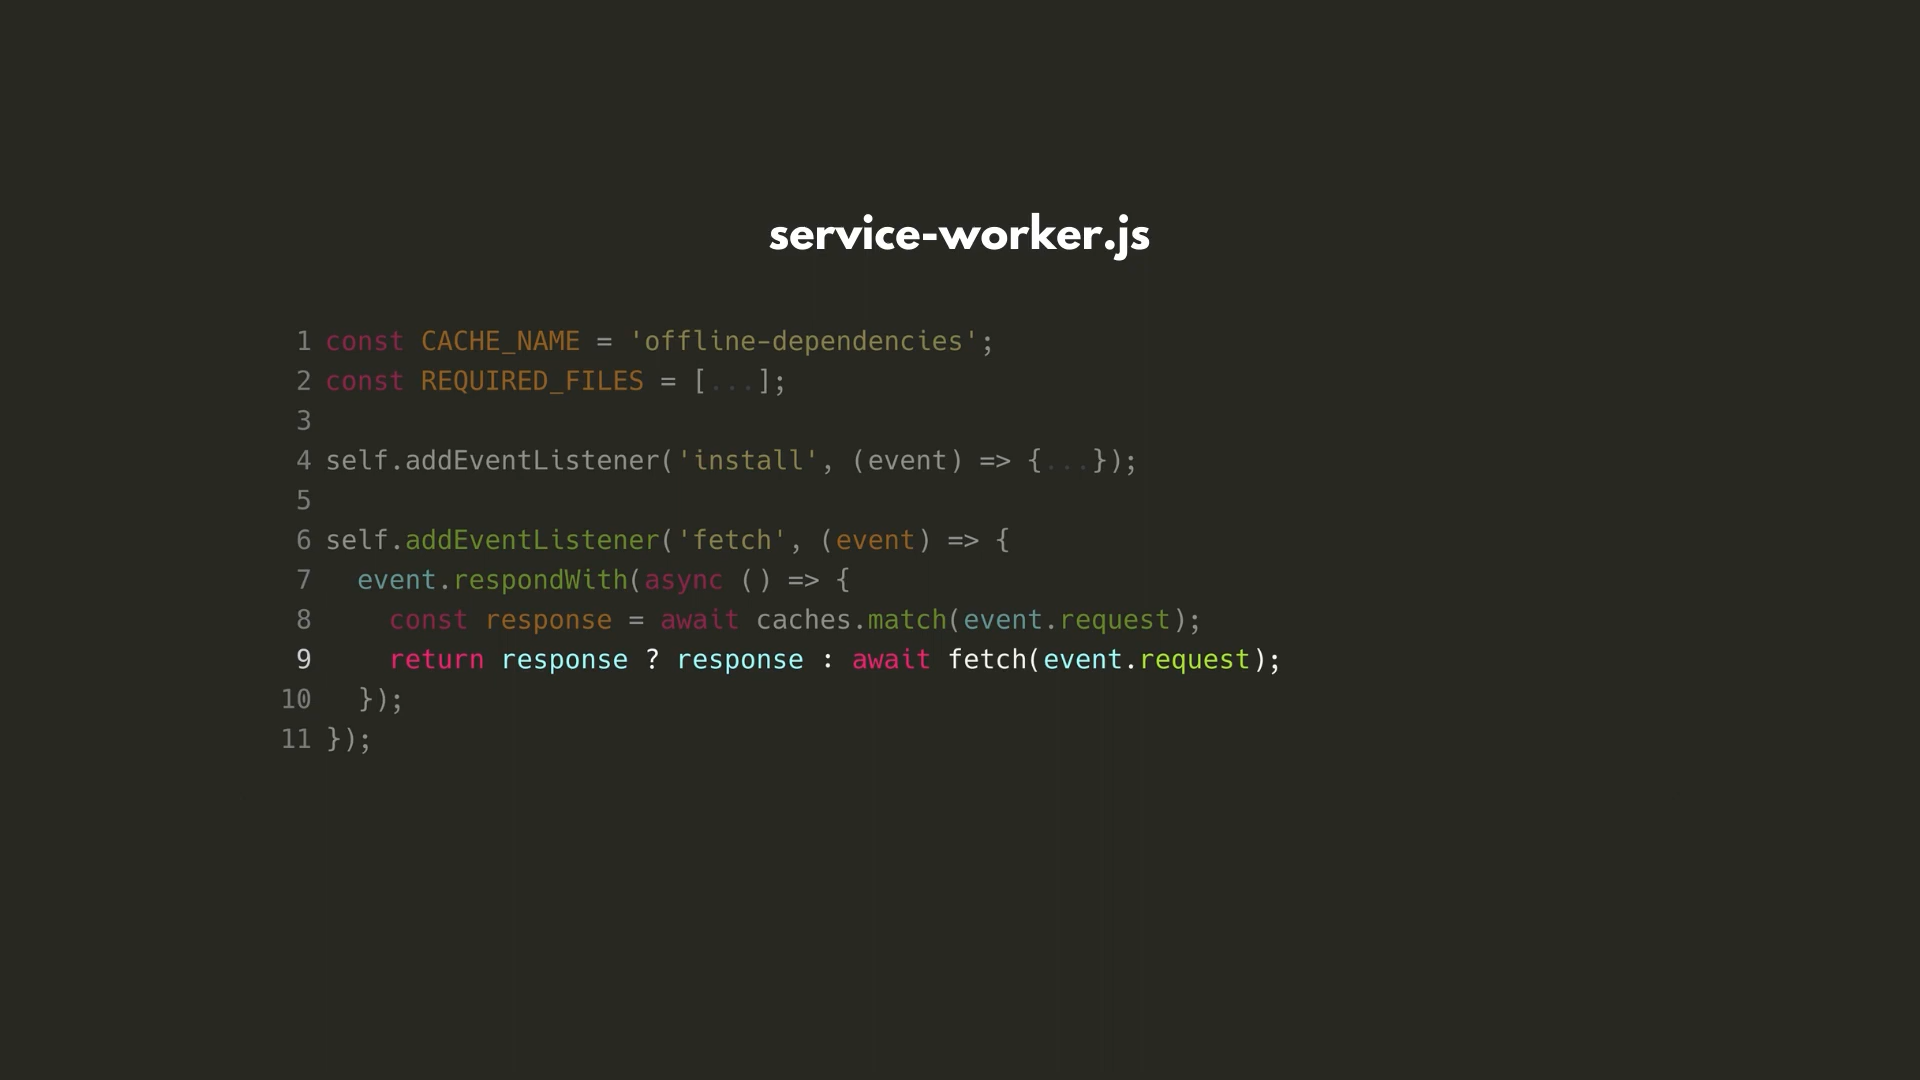 service-worker.js
1 const CACHE_NAME = 'offline-dependencies';
2 const REQUIRED_FILES = [...];
3
4 self.addEventListener('install', (event) => {...});
5
6 self.addEventListener('fetch', (event) => {
7   event.respondWith(async () => {
8     const response = await caches.match(event.request);
9     return response ? response : await fetch(event.request);
10   });
11 });